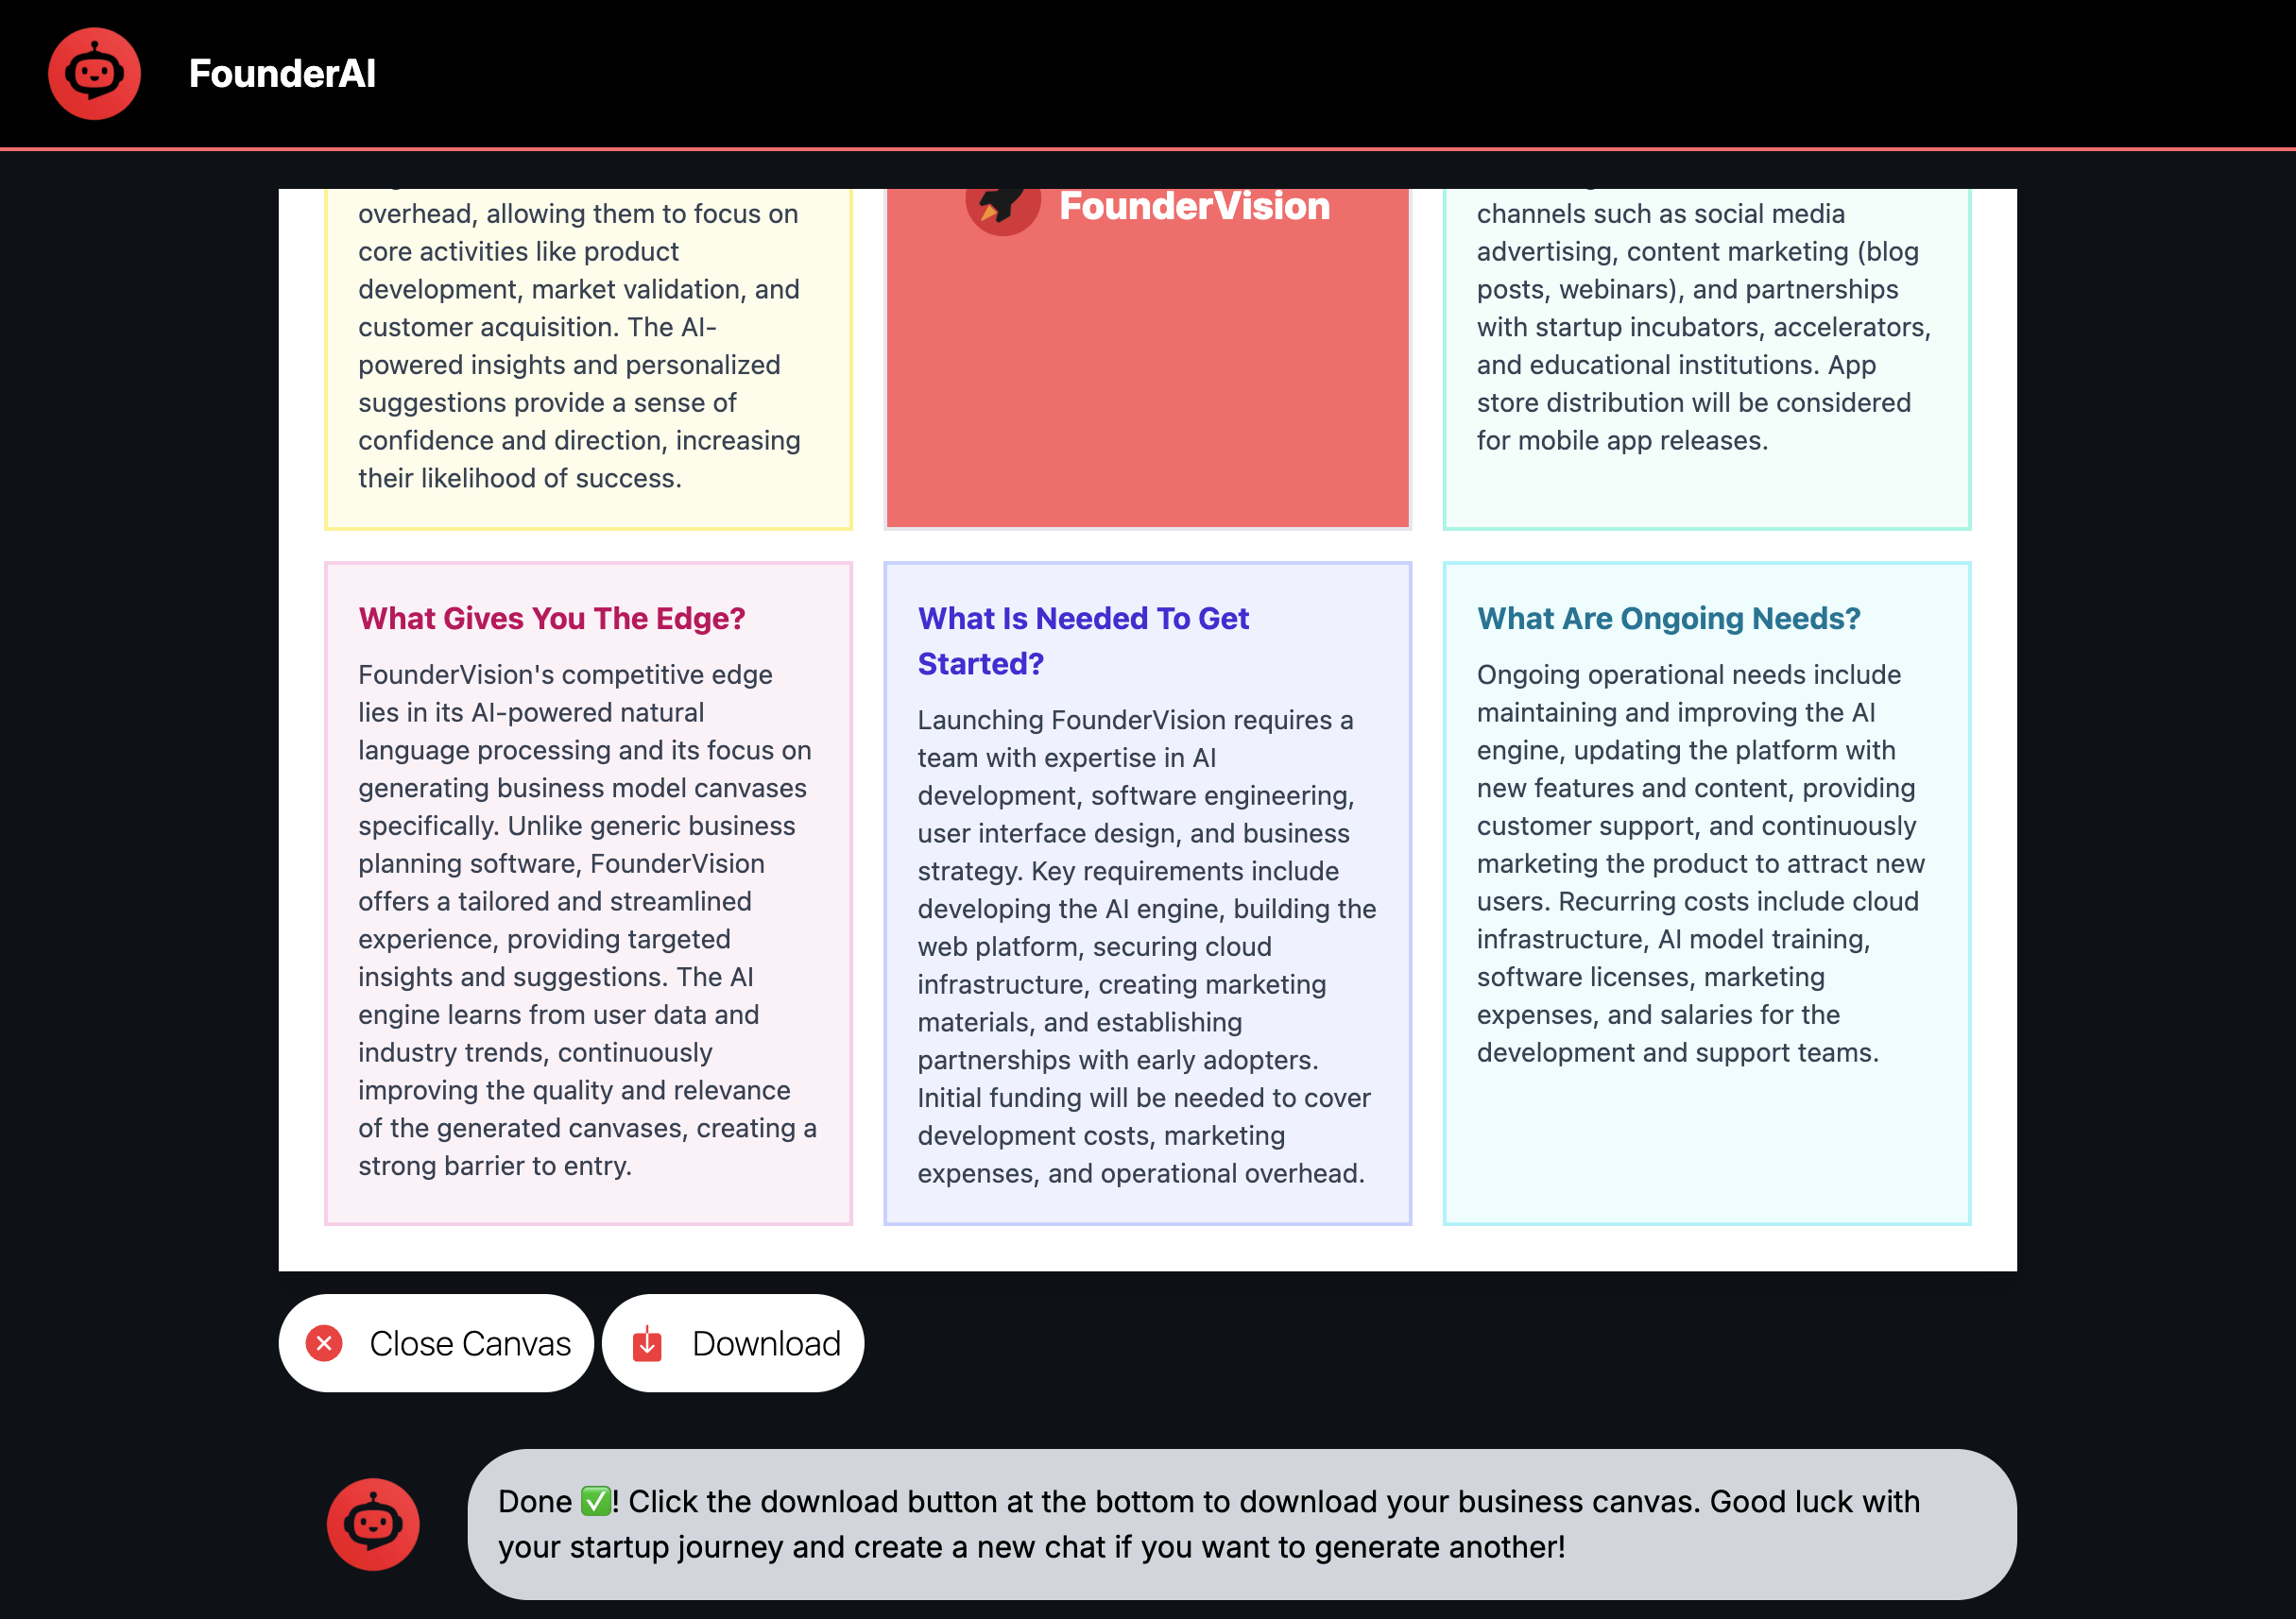 FounderAI
overhead, allowing them to focus on
core activities like product
development, market validation, and
customer acquisition. The AI-
powered insights and personalized
suggestions provide a sense of
confidence and direction, increasing
their likelihood of success.
FounderVision
channels such as social media
advertising, content marketing (blog
posts, webinars), and partnerships
with startup incubators, accelerators,
and educational institutions. App
store distribution will be considered
for mobile app releases.
What Gives You The Edge?
FounderVision's competitive edge
lies in its AI-powered natural
language processing and its focus on
generating business model canvases
specifically. Unlike generic business
planning software, FounderVision
offers a tailored and streamlined
experience, providing targeted
insights and suggestions. The AI
engine learns from user data and
industry trends, continuously
improving the quality and relevance
of the generated canvases, creating a
strong barrier to entry.
What Is Needed To Get
Started?
Launching FounderVision requires a
team with expertise in AI
development, software engineering,
user interface design, and business
strategy. Key requirements include
developing the AI engine, building the
web platform, securing cloud
infrastructure, creating marketing
materials, and establishing
partnerships with early adopters.
Initial funding will be needed to cover
development costs, marketing
expenses, and operational overhead.
What Are Ongoing Needs?
Ongoing operational needs include
maintaining and improving the AI
engine, updating the platform with
new features and content, providing
customer support, and continuously
marketing the product to attract new
users. Recurring costs include cloud
infrastructure, AI model training,
software licenses, marketing
expenses, and salaries for the
development and support teams.
Close Canvas
Download
Done ✅! Click the download button at the bottom to download your business canvas. Good luck with
your startup journey and create a new chat if you want to generate another!